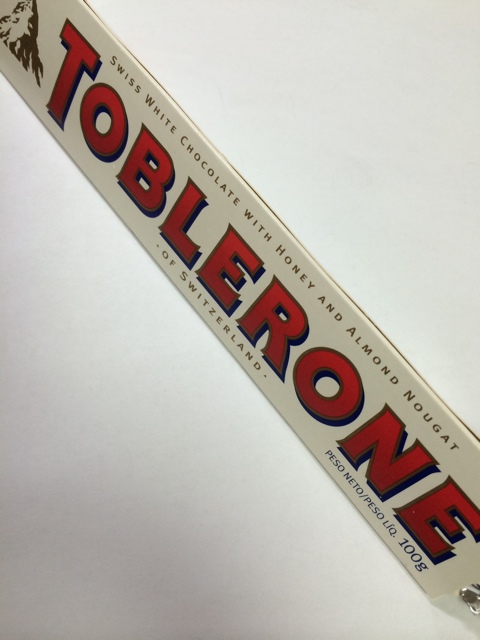 SWISS WHITE CHOCOLATE WITH HONEY AND ALMOND NOUGAT
TOBLERONE
·OF SWITZERLAND·
PESO NETO/PESO LÍQ. 100g